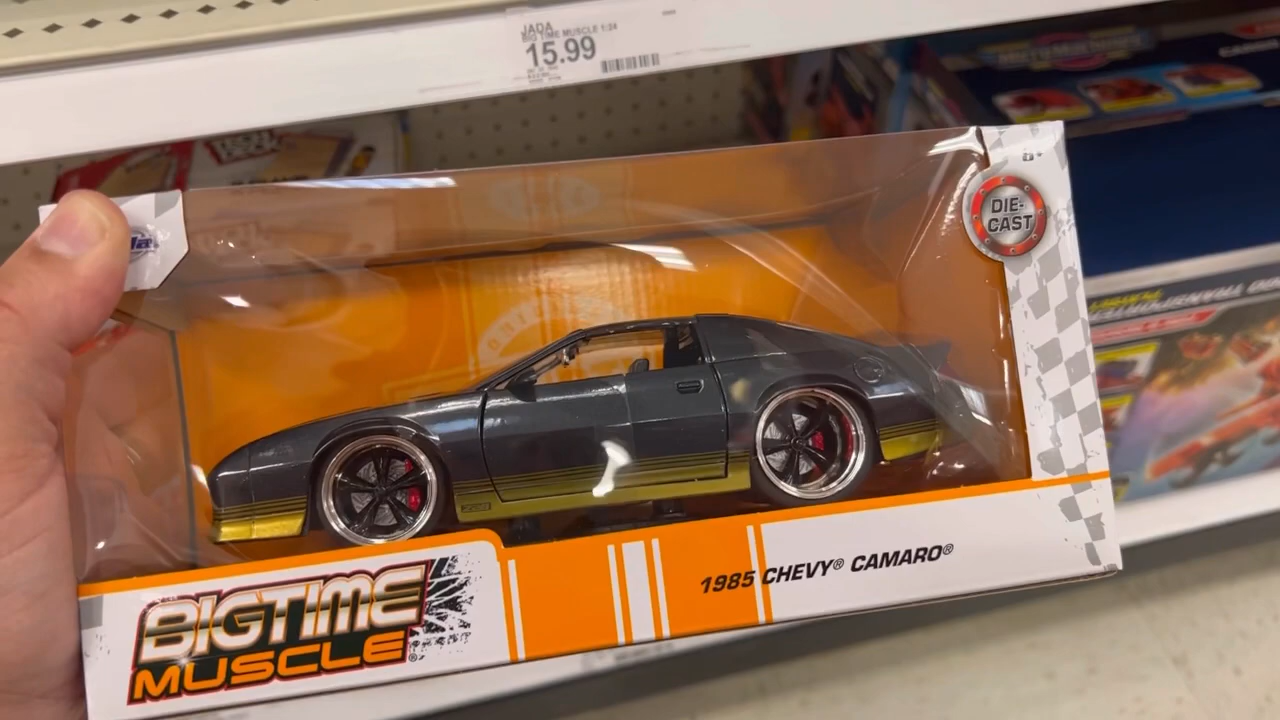 JADA
BIG TIME MUSCLE 1:24
15.99
8+
DIE-
CAST
1985 CHEVY® CAMARO®
BIGTIME
MUSCLE®